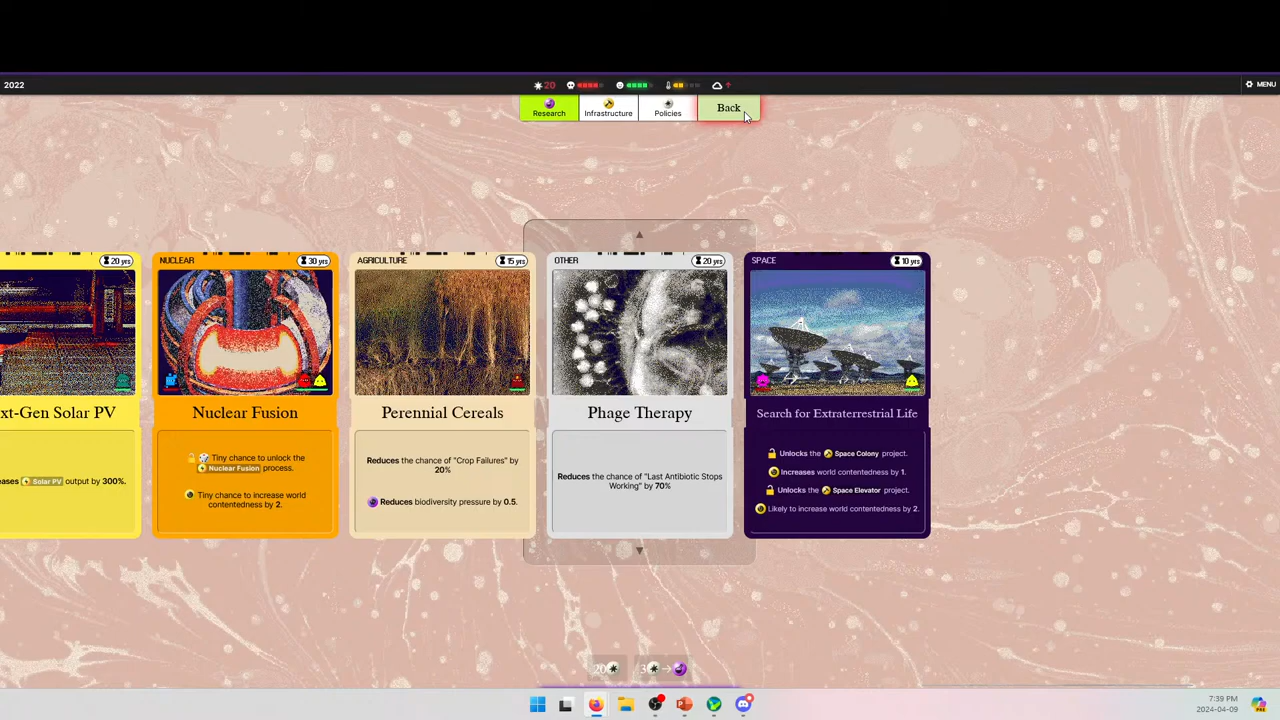 2022
20
MENU
Research
Infrastructure
Policies
Back
20 yrs
NUCLEAR
30 yrs
AGRICULTURE
15 yrs
OTHER
20 yrs
SPACE
10 yrs
xt-Gen Solar PV
Nuclear Fusion
Perennial Cereals
Phage Therapy
Search for Extraterrestrial Life
eases Solar PV output by 300%.
Tiny chance to unlock the
Nuclear Fusion process.
Tiny chance to increase world
contentedness by 2.
Reduces the chance of "Crop Failures" by
20%
Reduces biodiversity pressure by 0.5.
Reduces the chance of "Last Antibiotic Stops
Working" by 70%
Unlocks the Space Colony project.
Increases world contentedness by 1.
Unlocks the Space Elevator project.
Likely to increase world contentedness by 2.
20
3 →
7:39 PM
2024-04-09